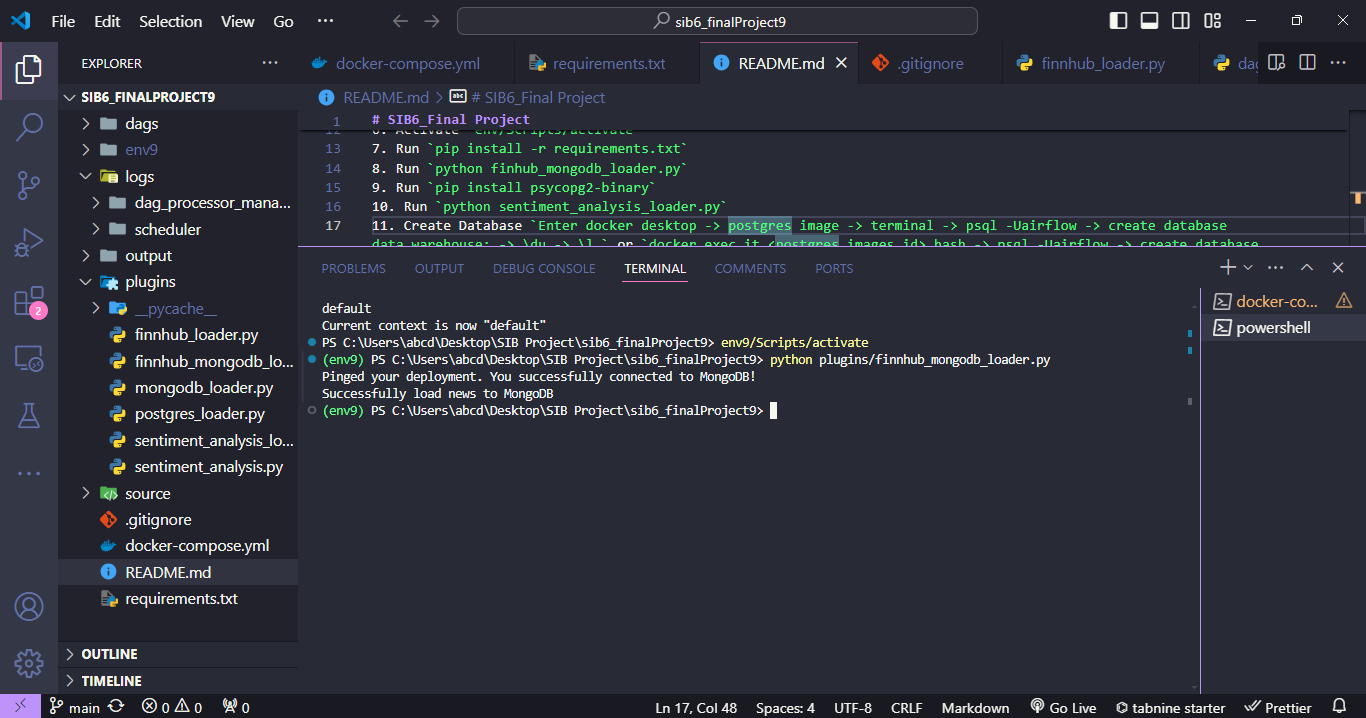 File Edit Selection View Go ··· sib6_finalProject9
EXPLORER ···
docker-compose.yml requirements.txt README.md .gitignore finnhub_loader.py
SIB6_FINALPROJECT9
dags
env9
logs
dag_processor_mana...
scheduler
output
plugins
__pycache__
finnhub_loader.py
finnhub_mongodb_lo...
mongodb_loader.py
postgres_loader.py
sentiment_analysis_lo...
sentiment_analysis.py
source
.gitignore
docker-compose.yml
README.md
requirements.txt
OUTLINE
TIMELINE
README.md > # SIB6_Final Project
1 # SIB6_Final Project
12 6. Activate `env/Scripts/activate`
13 7. Run `pip install -r requirements.txt`
14 8. Run `python finhub_mongodb_loader.py`
15 9. Run `pip install psycopg2-binary`
16 10. Run `python sentiment_analysis_loader.py`
17 11. Create Database `Enter docker desktop -> postgres image -> terminal -> psql -Uairflow -> create database
data_warehouse; -> \du -> \l ` or `docker exec it <postgres images id> bash -> psql -Uairflow -> create database
PROBLEMS OUTPUT DEBUG CONSOLE TERMINAL COMMENTS PORTS
default
Current context is now "default"
PS C:\Users\abcd\Desktop\SIB Project\sib6_finalProject9> env9/Scripts/activate
(env9) PS C:\Users\abcd\Desktop\SIB Project\sib6_finalProject9> python plugins/finnhub_mongodb_loader.py
Pinged your deployment. You successfully connected to MongoDB!
Successfully load news to MongoDB
(env9) PS C:\Users\abcd\Desktop\SIB Project\sib6_finalProject9>
docker-co...
powershell
2
main 0 0 0 Ln 17, Col 48 Spaces: 4 UTF-8 CRLF Markdown Go Live tabnine starter Prettier